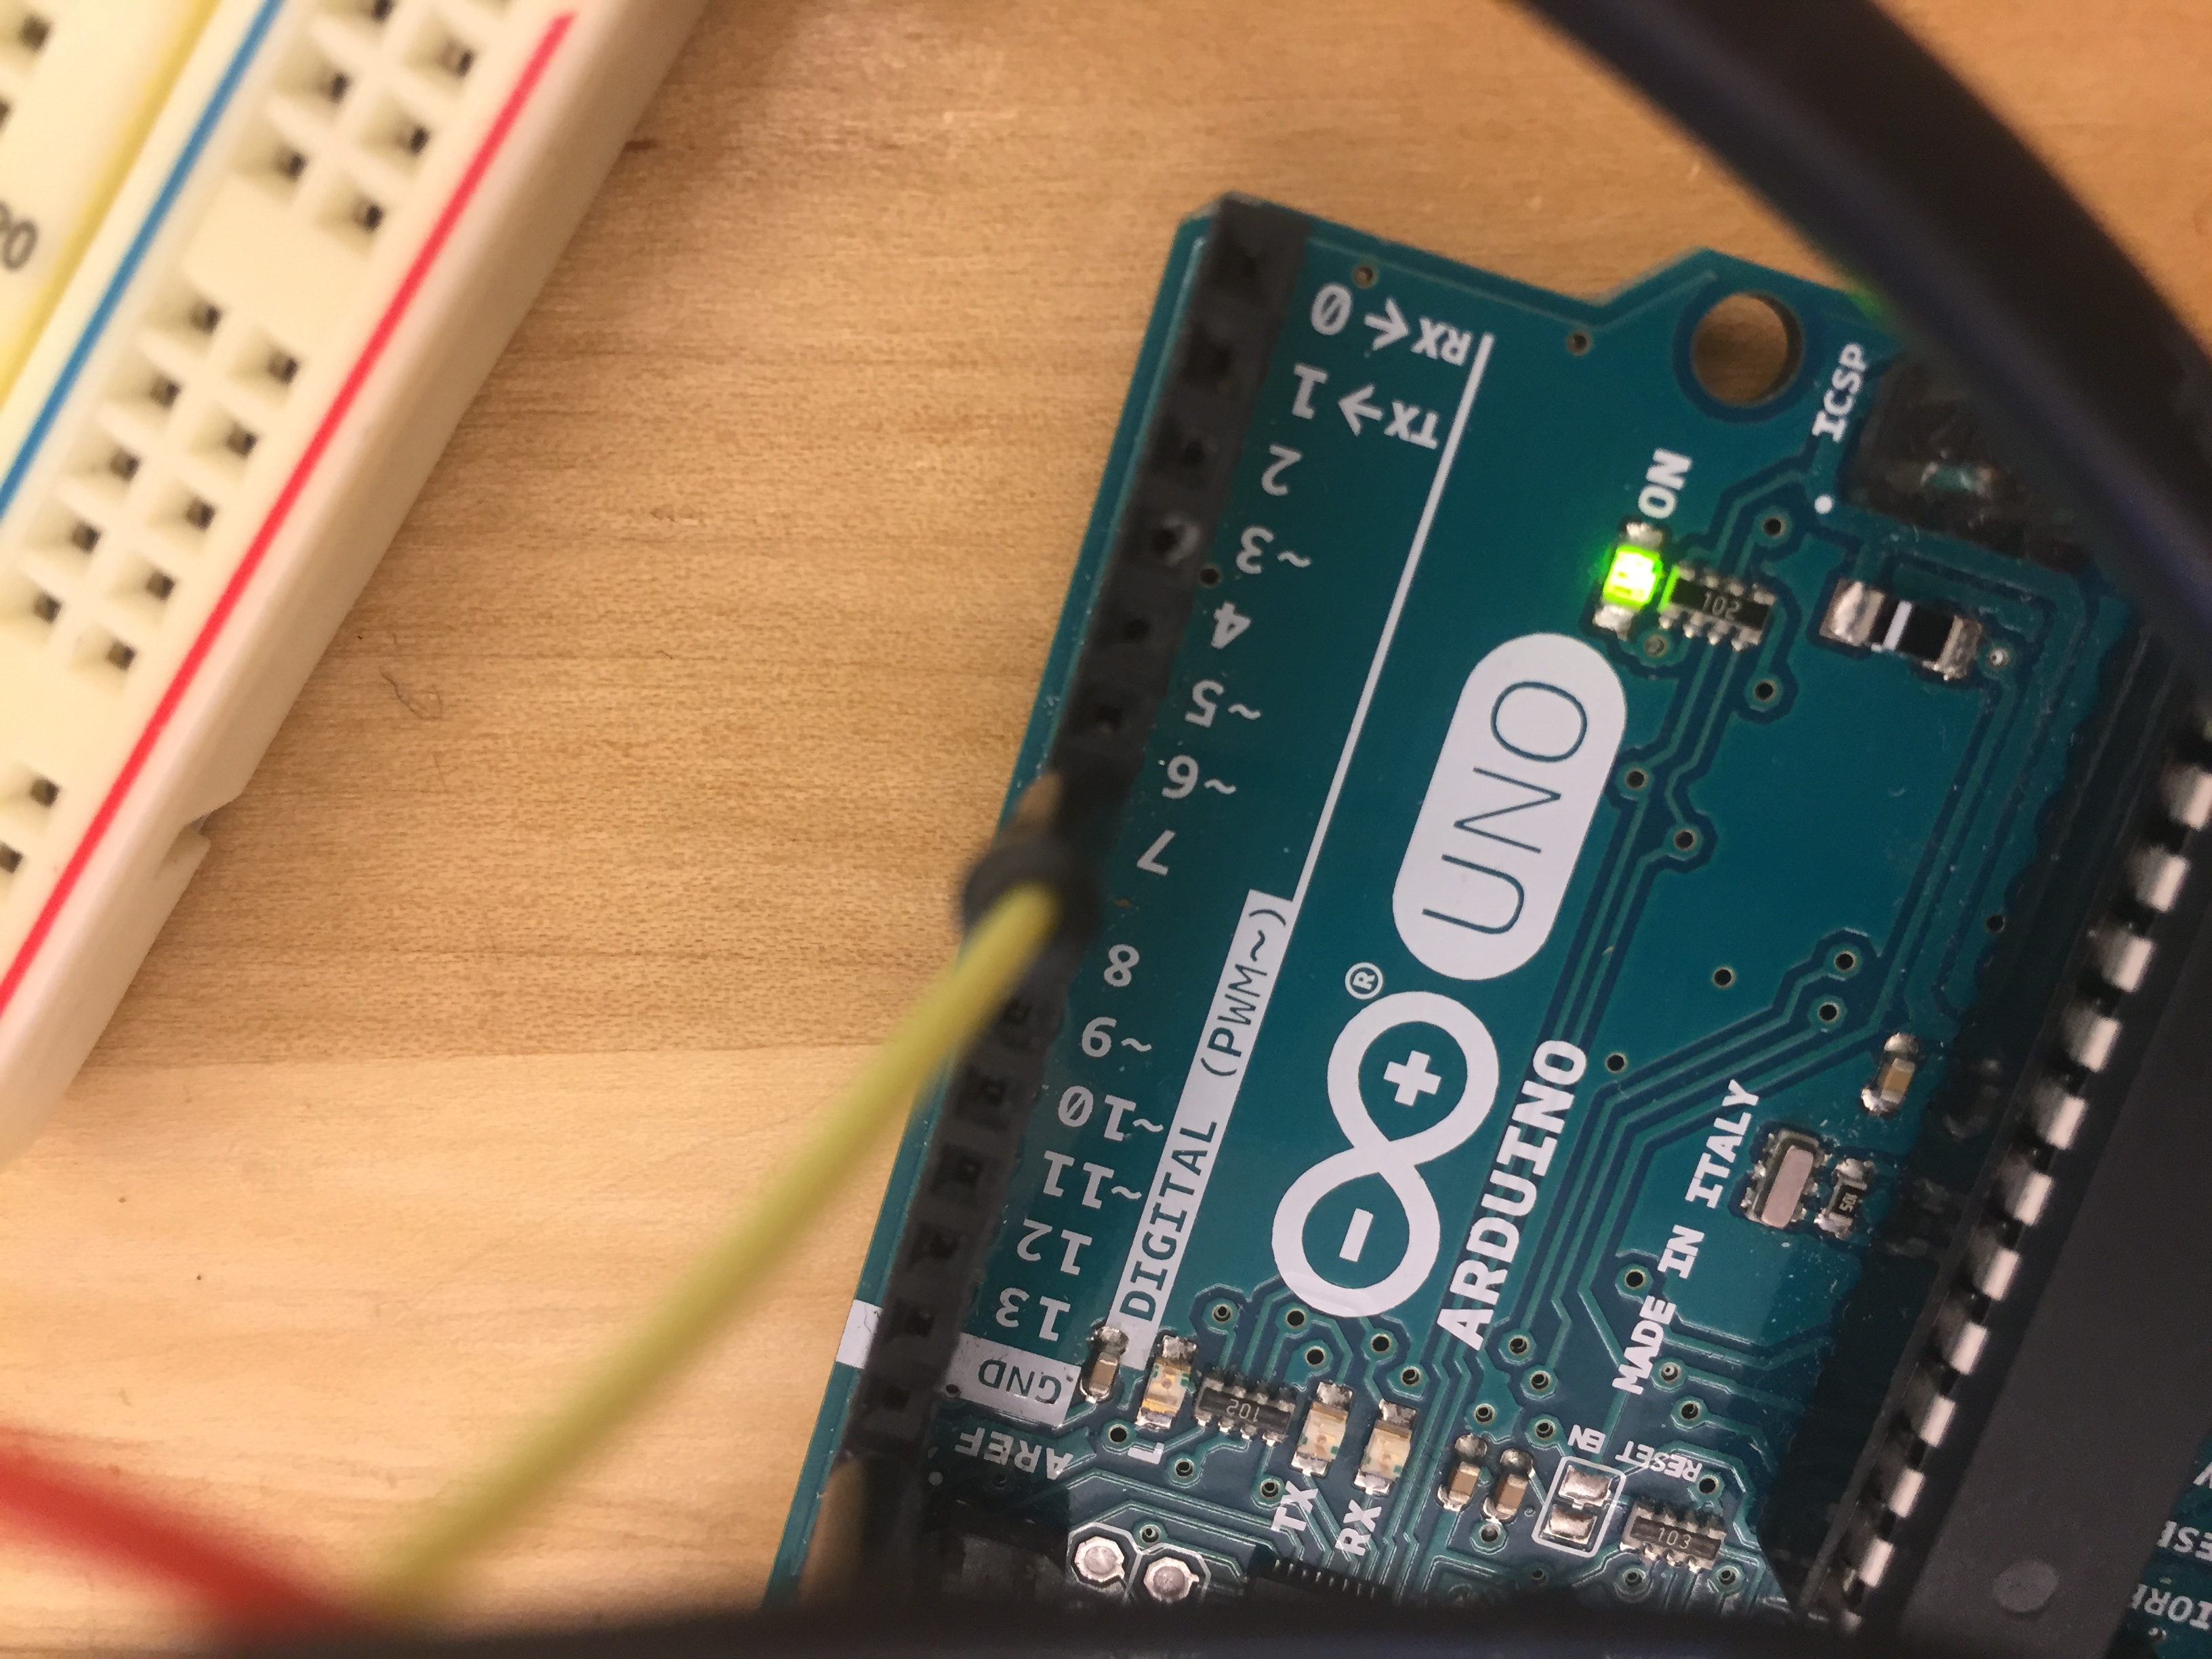 AREF
GND
13
12
~11
~10
~9
8
7
~6
~5
4
~3
2
TX→1
RX←0
L
DIGITAL (PWM~)
TX
RX
ARDUINO
UNO
®
ON
RESET EN
MADE IN ITALY
ICSP
102
102
103
105